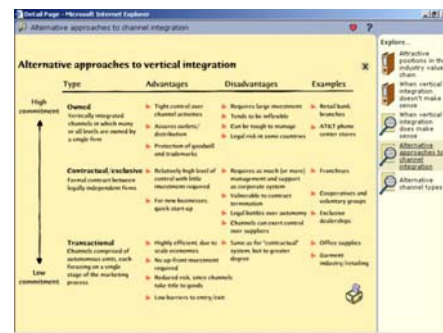 Detail Page - Microsoft Internet Explorer
Alternative approaches to channel integration
?
Alternative approaches to vertical integration
x
Type
Advantages
Disadvantages
Examples
High
commitment
Owned
Vertically integrated
channels in which many
or all levels are owned by
a single firm
Tight control over
channel activities
Assures outlets/
distribution
Protection of goodwill
and trademarks
Requires large investment
Tends to be inflexible
Can be tough to manage
Legal risk in some countries
Retail bank
branches
AT&T phone
center stores
Contractual/exclusive
Formal contract between
legally independent firms
Relatively high level of
control with little
investment required
For new businesses,
quick start-up
Requires as much (or more)
management and support
as corporate system
Vulnerable to contract
termination
Legal battles over autonomy
Channels can exert control
over suppliers
Franchises
Cooperatives and
voluntary groups
Exclusive
dealerships
Transactional
Channels comprised of
autonomous units, each
focusing on a single
stage of the marketing
process
Highly efficient, due to
scale economies
No up-front investment
required
Reduced risk, since channels
take title to goods
Low barriers to entry/exit
Same as for "contractual"
system, but to greater
degree
Office supplies
Garment
industry/retailing
Low
commitment
Explore...
Attractive
positions in the
industry value
chain
When vertical
integration
doesn't make
sense
When vertical
integration
does make
sense
Alternative
approaches to
channel
integration
Alternative
channel types